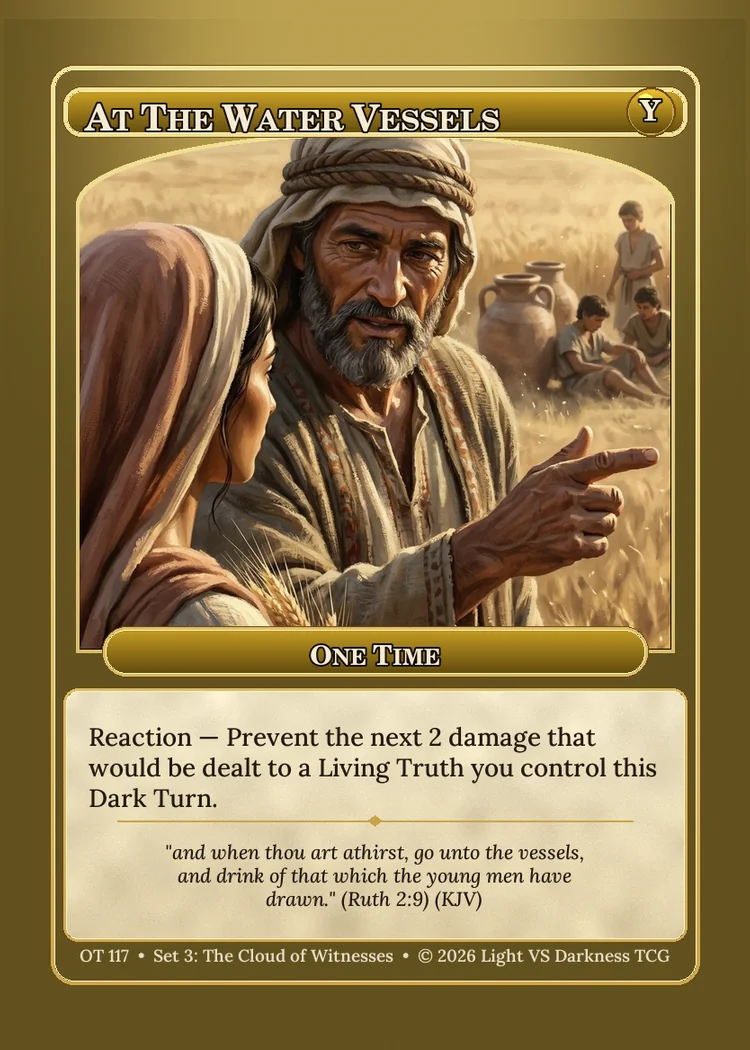 At The Water Vessels
Y
One Time
Reaction — Prevent the next 2 damage that
would be dealt to a Living Truth you control this
Dark Turn.
"and when thou art athirst, go unto the vessels,
and drink of that which the young men have
drawn." (Ruth 2:9) (KJV)
OT 117 • Set 3: The Cloud of Witnesses • © 2026 Light VS Darkness TCG